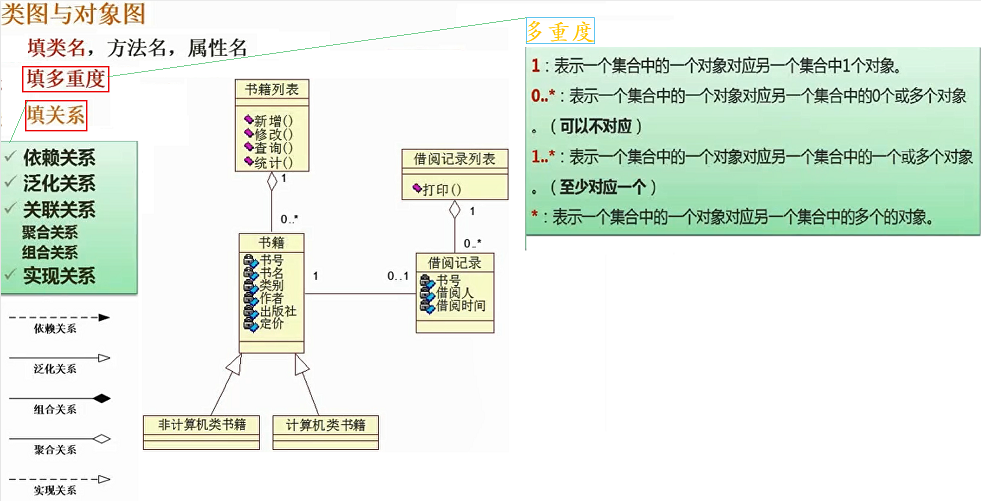 类图与对象图
填类名，方法名，属性名
填多重度
填关系
✓ 依赖关系
✓ 泛化关系
✓ 关联关系
聚合关系
组合关系
✓ 实现关系
依赖关系
泛化关系
组合关系
聚合关系
实现关系
书籍列表
新增()
修改()
查询()
统计()
1
0..*
书籍
书号
书名
类别
作者
出版社
定价
1
0..1
借阅记录列表
打印()
1
0..*
借阅记录
书号
借阅人
借阅时间
非计算机类书籍
计算机类书籍
多重度
1：表示一个集合中的一个对象对应另一个集合中1个对象。
0..*：表示一个集合中的一个对象对应另一个集合中的0个或多个对象
。（可以不对应）
1..*：表示一个集合中的一个对象对应另一个集合中的一个或多个对象
。（至少对应一个）
*：表示一个集合中的一个对象对应另一个集合中的多个的对象。